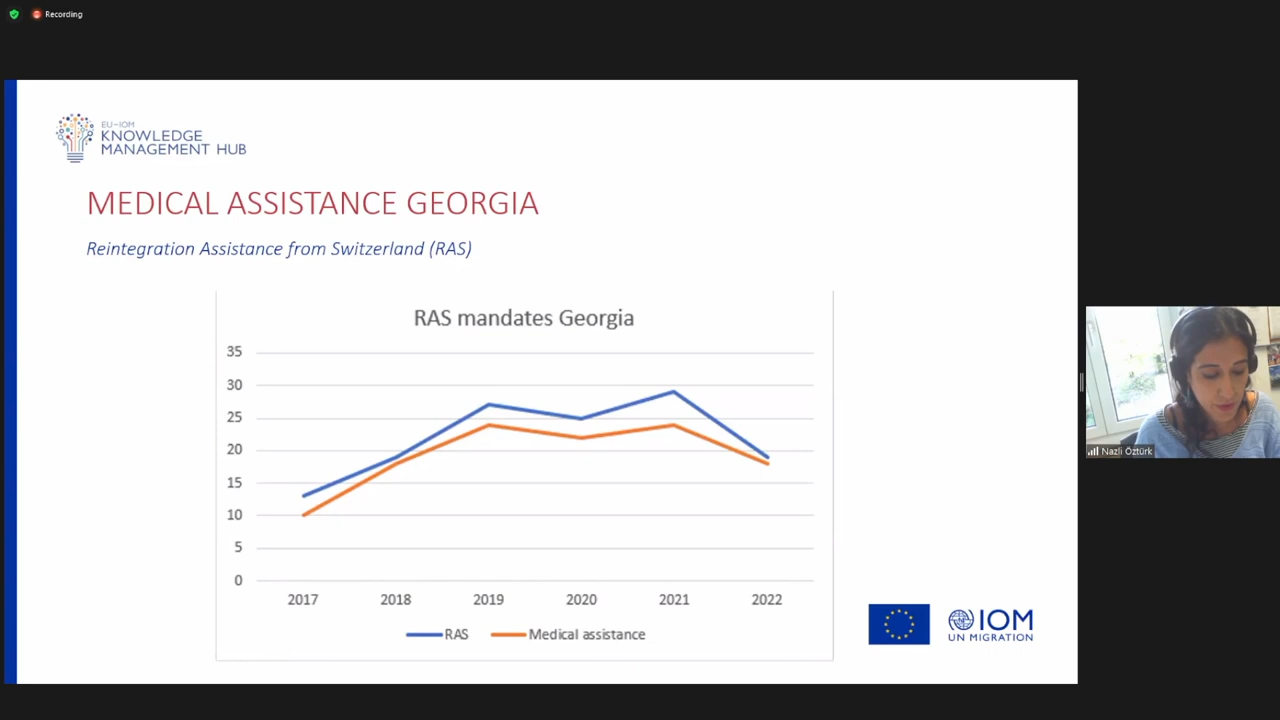 Recording
EU–IOM
KNOWLEDGE
MANAGEMENT HUB
MEDICAL ASSISTANCE GEORGIA
Reintegration Assistance from Switzerland (RAS)
RAS mandates Georgia
35
30
25
20
15
10
5
0
2017 2018 2019 2020 2021 2022
RAS Medical assistance
IOM
UN MIGRATION
Nazli Öztürk